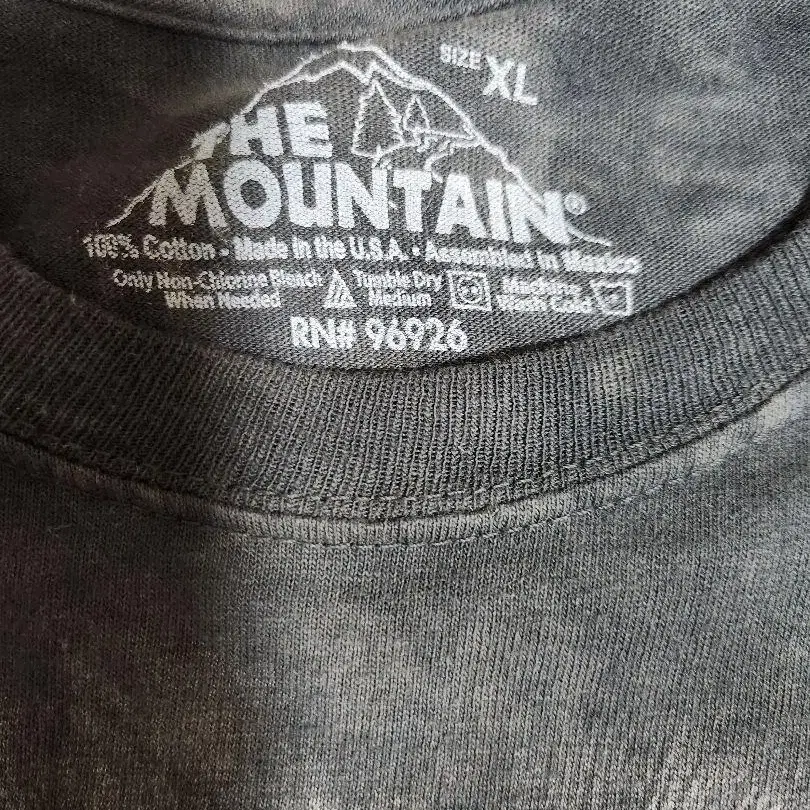 SIZE XL
THE
MOUNTAIN®
100% Cotton • Made in the U.S.A. • Assembled in Mexico
Only Non-Chlorine Bleach Tumble Dry Machine
When Needed Medium Wash Cold
RN# 96926